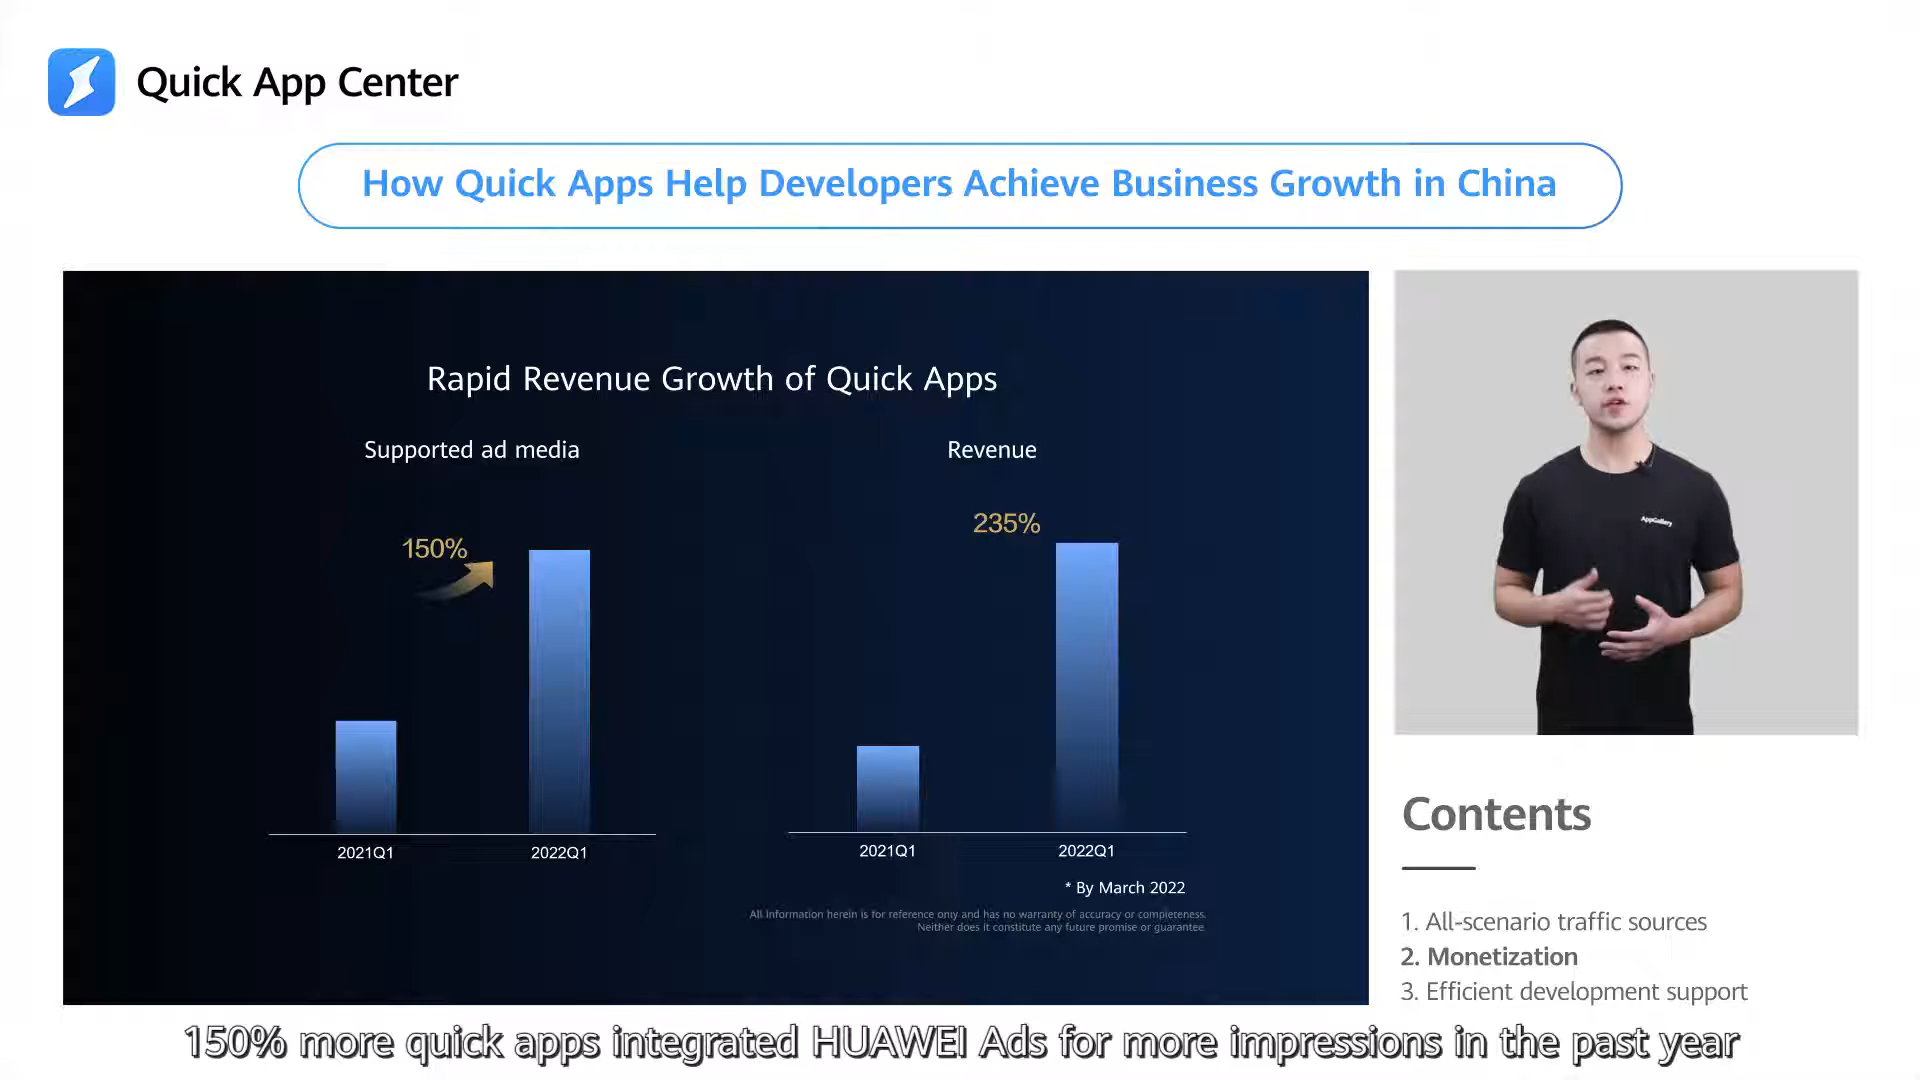 Quick App Center
How Quick Apps Help Developers Achieve Business Growth in China
Rapid Revenue Growth of Quick Apps
Supported ad media
150%
2021Q1
2022Q1
Revenue
235%
2021Q1
2022Q1
* By March 2022
All Information herein is for reference only and has no warranty of accuracy or completeness.
Neither does it constitute any future promise or guarantee.
AppGallery
Contents
1. All-scenario traffic sources
2. Monetization
3. Efficient development support
150% more quick apps integrated HUAWEI Ads for more impressions in the past year